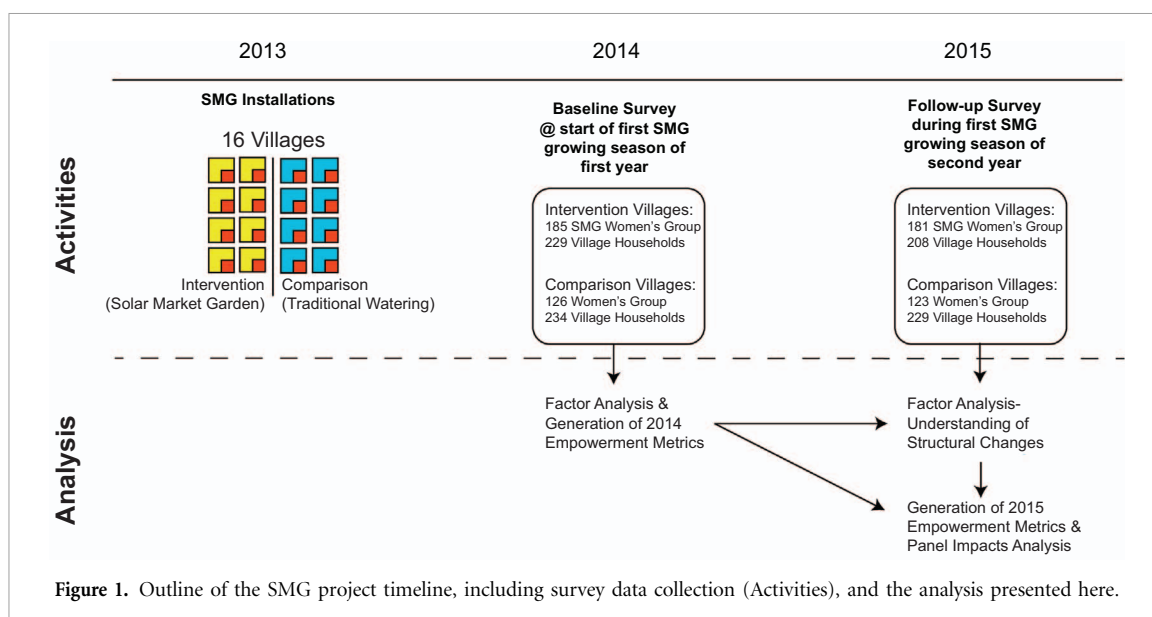 2013
2014
2015
Activities
SMG Installations
16 Villages
Intervention
(Solar Market Garden)
Comparison
(Traditional Watering)
Baseline Survey
@ start of first SMG
growing season of
first year
Intervention Villages:
185 SMG Women's Group
229 Village Households
Comparison Villages:
126 Women's Group
234 Village Households
Follow-up Survey
during first SMG
growing season of
second year
Intervention Villages:
181 SMG Women's Group
208 Village Households
Comparison Villages:
123 Women's Group
229 Village Households
Analysis
Factor Analysis &
Generation of 2014
Empowerment Metrics
Factor Analysis-
Understanding of
Structural Changes
Generation of 2015
Empowerment Metrics &
Panel Impacts Analysis
Figure 1. Outline of the SMG project timeline, including survey data collection (Activities), and the analysis presented here.